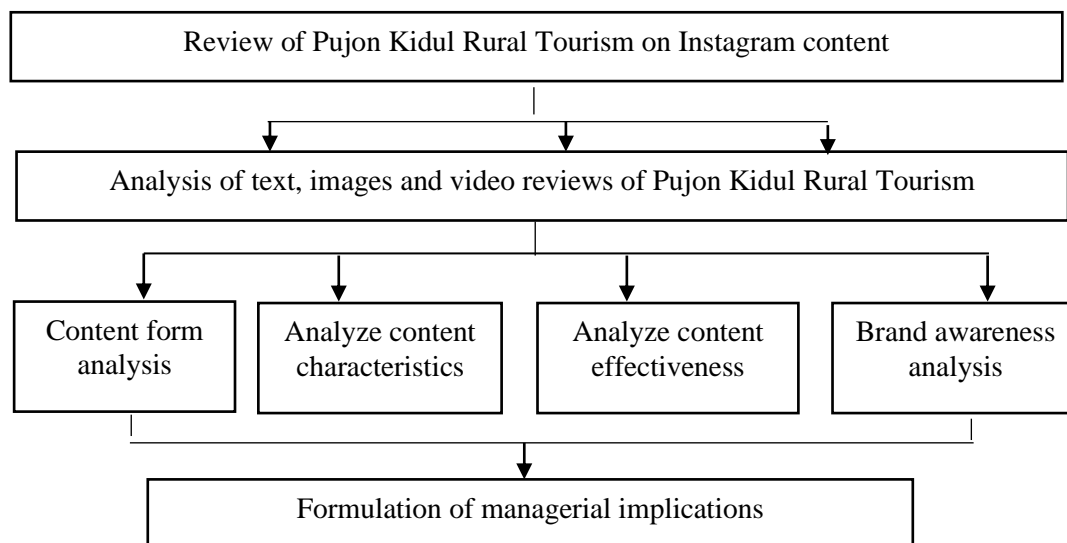 Review of Pujon Kidul Rural Tourism on Instagram content
Analysis of text, images and video reviews of Pujon Kidul Rural Tourism
Content form
analysis
Analyze content
characteristics
Analyze content
effectiveness
Brand awareness
analysis
Formulation of managerial implications